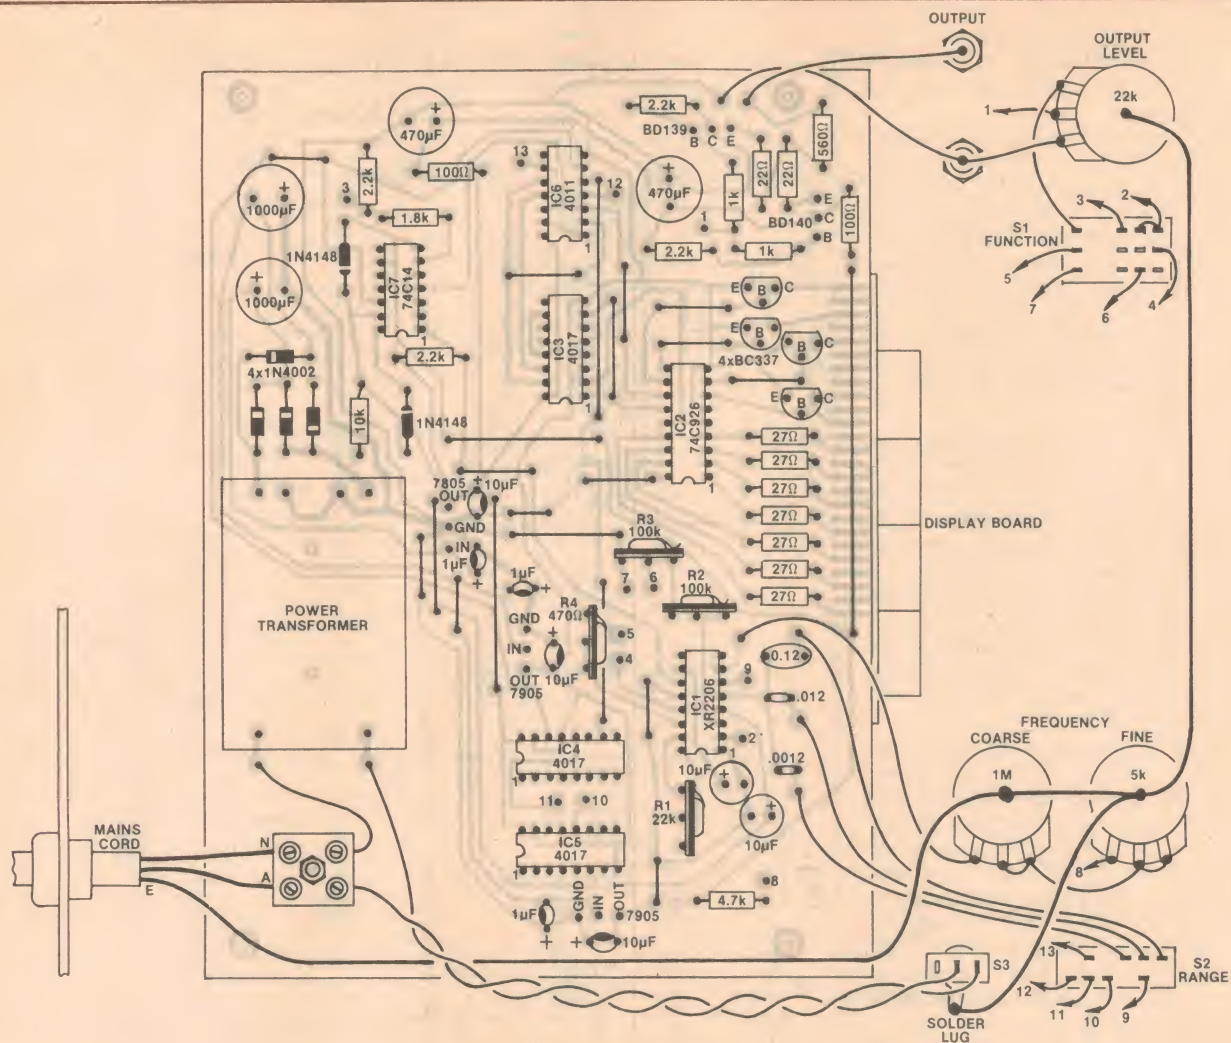 OUTPUT
OUTPUT
LEVEL
22k
1
2.2k
BD139
B C E
470µF
+
560Ω
22Ω
22Ω
13
100Ω
2.2k
3
IC6
4011
12
470µF
+
1k
1000µF
+
1.8k
1
E
C
B
BD140
100Ω
1
2.2k
1k
3
2
S1
FUNCTION
5
7
6
4
1N4148
IC7
74C14
1
+
1000µF
E B C
E B
B C
4xBC337
E B C
IC3
4017
1
2.2k
4x1N4002
10k
1N4148
IC2
74C926
1
27Ω
27Ω
27Ω
27Ω
27Ω
27Ω
27Ω
7805
OUT
+
10µF
GND
IN
1µF
+
DISPLAY BOARD
R3
100k
7 6
R2
100k
1µF
+
R4
470Ω
POWER
TRANSFORMER
GND
+
IN
OUT
7905
10µF
5
4
0.12
9
IC1
XR2206
1
.012
2
FREQUENCY
COARSE
FINE
1M
5k
8
IC4
4017
1
.0012
10µF
+
11
10
R1
22k
+
10µF
MAINS
CORD
N
A
E
IC5
4017
1
GND
IN
OUT
7905
1µF
+
+
10µF
8
4.7k
S3
13
S2
RANGE
12
11
10
9
SOLDER
LUG